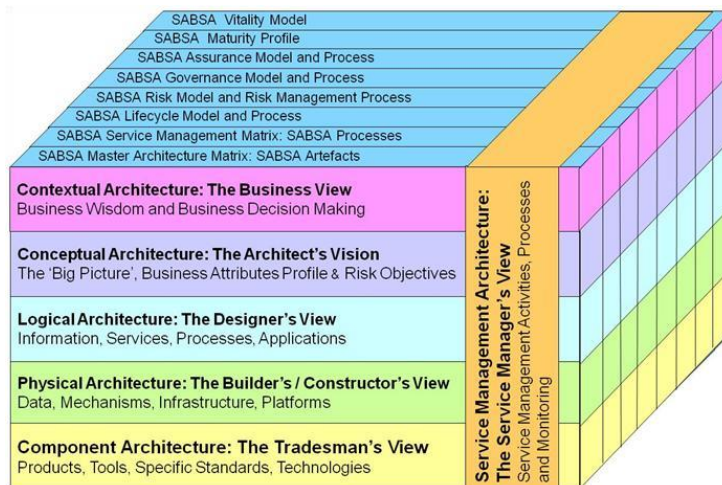 SABSA Vitality Model
SABSA Maturity Profile
SABSA Assurance Model and Process
SABSA Governance Model and Process
SABSA Risk Model and Risk Management Process
SABSA Lifecycle Model and Process
SABSA Service Management Matrix: SABSA Processes
SABSA Master Architecture Matrix: SABSA Artefacts
Contextual Architecture: The Business View
Business Wisdom and Business Decision Making
Conceptual Architecture: The Architect's Vision
The 'Big Picture', Business Attributes Profile & Risk Objectives
Logical Architecture: The Designer's View
Information, Services, Processes, Applications
Physical Architecture: The Builder's / Constructor's View
Data, Mechanisms, Infrastructure, Platforms
Component Architecture: The Tradesman's View
Products, Tools, Specific Standards, Technologies
Service Management Architecture:
The Service Manager's View
Service Management Activities, Processes
and Monitoring